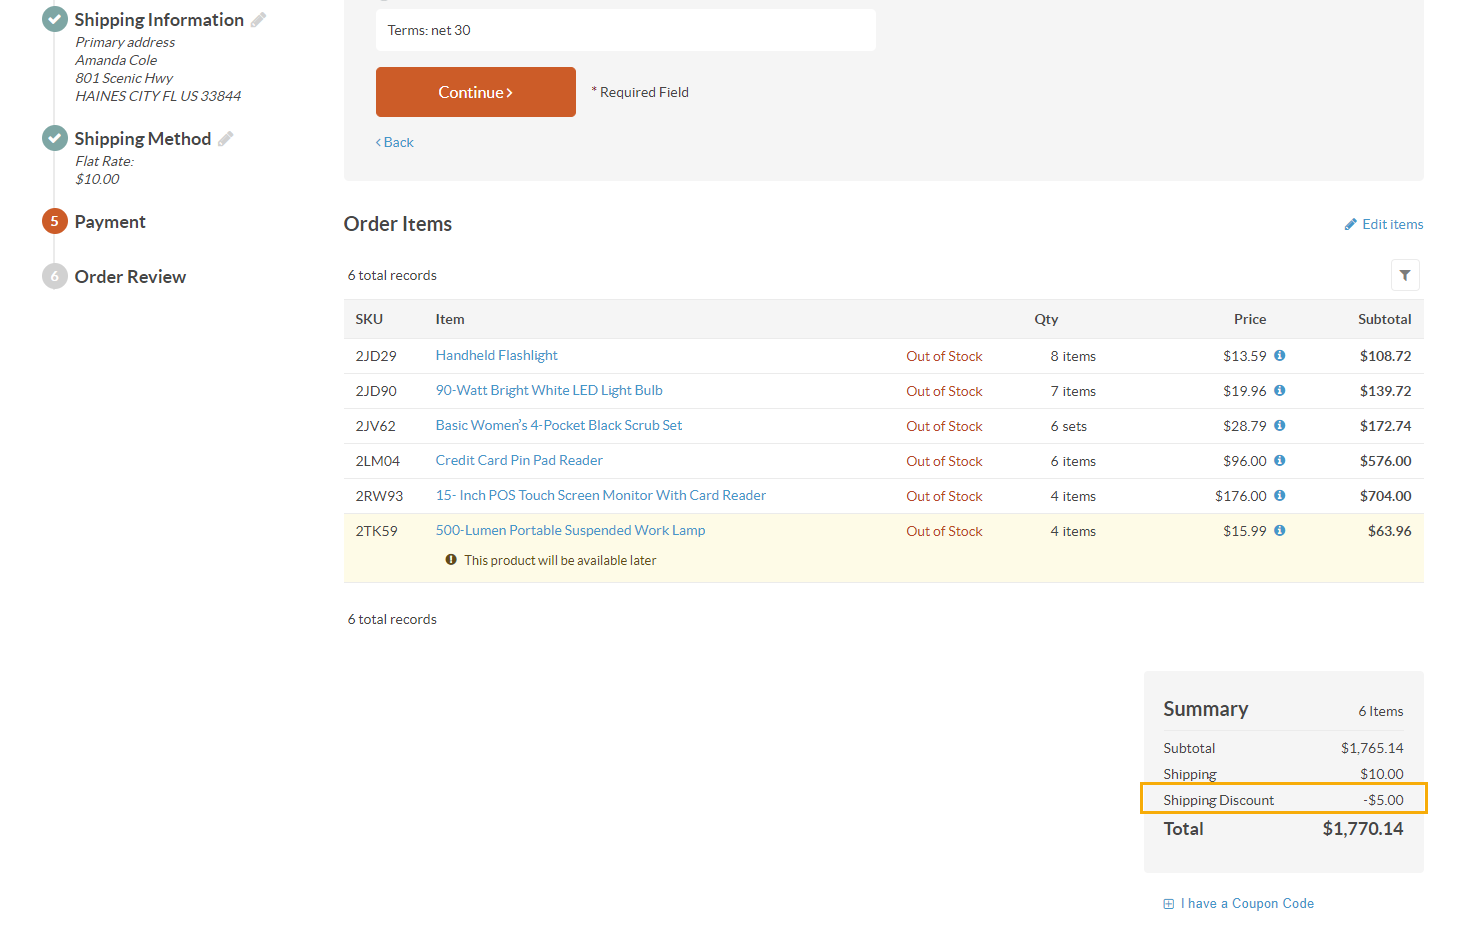 Shipping Information
Primary address
Amanda Cole
801 Scenic Hwy
HAINES CITY FL US 33844
Shipping Method
Flat Rate:
$10.00
5 Payment
6 Order Review
Terms: net 30
Continue
* Required Field
Back
Order Items
Edit items
6 total records
SKU Item Qty Price Subtotal
2JD29 Handheld Flashlight Out of Stock 8 items $13.59 $108.72
2JD90 90-Watt Bright White LED Light Bulb Out of Stock 7 items $19.96 $139.72
2JV62 Basic Women’s 4-Pocket Black Scrub Set Out of Stock 6 sets $28.79 $172.74
2LM04 Credit Card Pin Pad Reader Out of Stock 6 items $96.00 $576.00
2RW93 15- Inch POS Touch Screen Monitor With Card Reader Out of Stock 4 items $176.00 $704.00
2TK59 500-Lumen Portable Suspended Work Lamp Out of Stock 4 items $15.99 $63.96
This product will be available later
6 total records
Summary 6 Items
Subtotal $1,765.14
Shipping $10.00
Shipping Discount -$5.00
Total $1,770.14
I have a Coupon Code